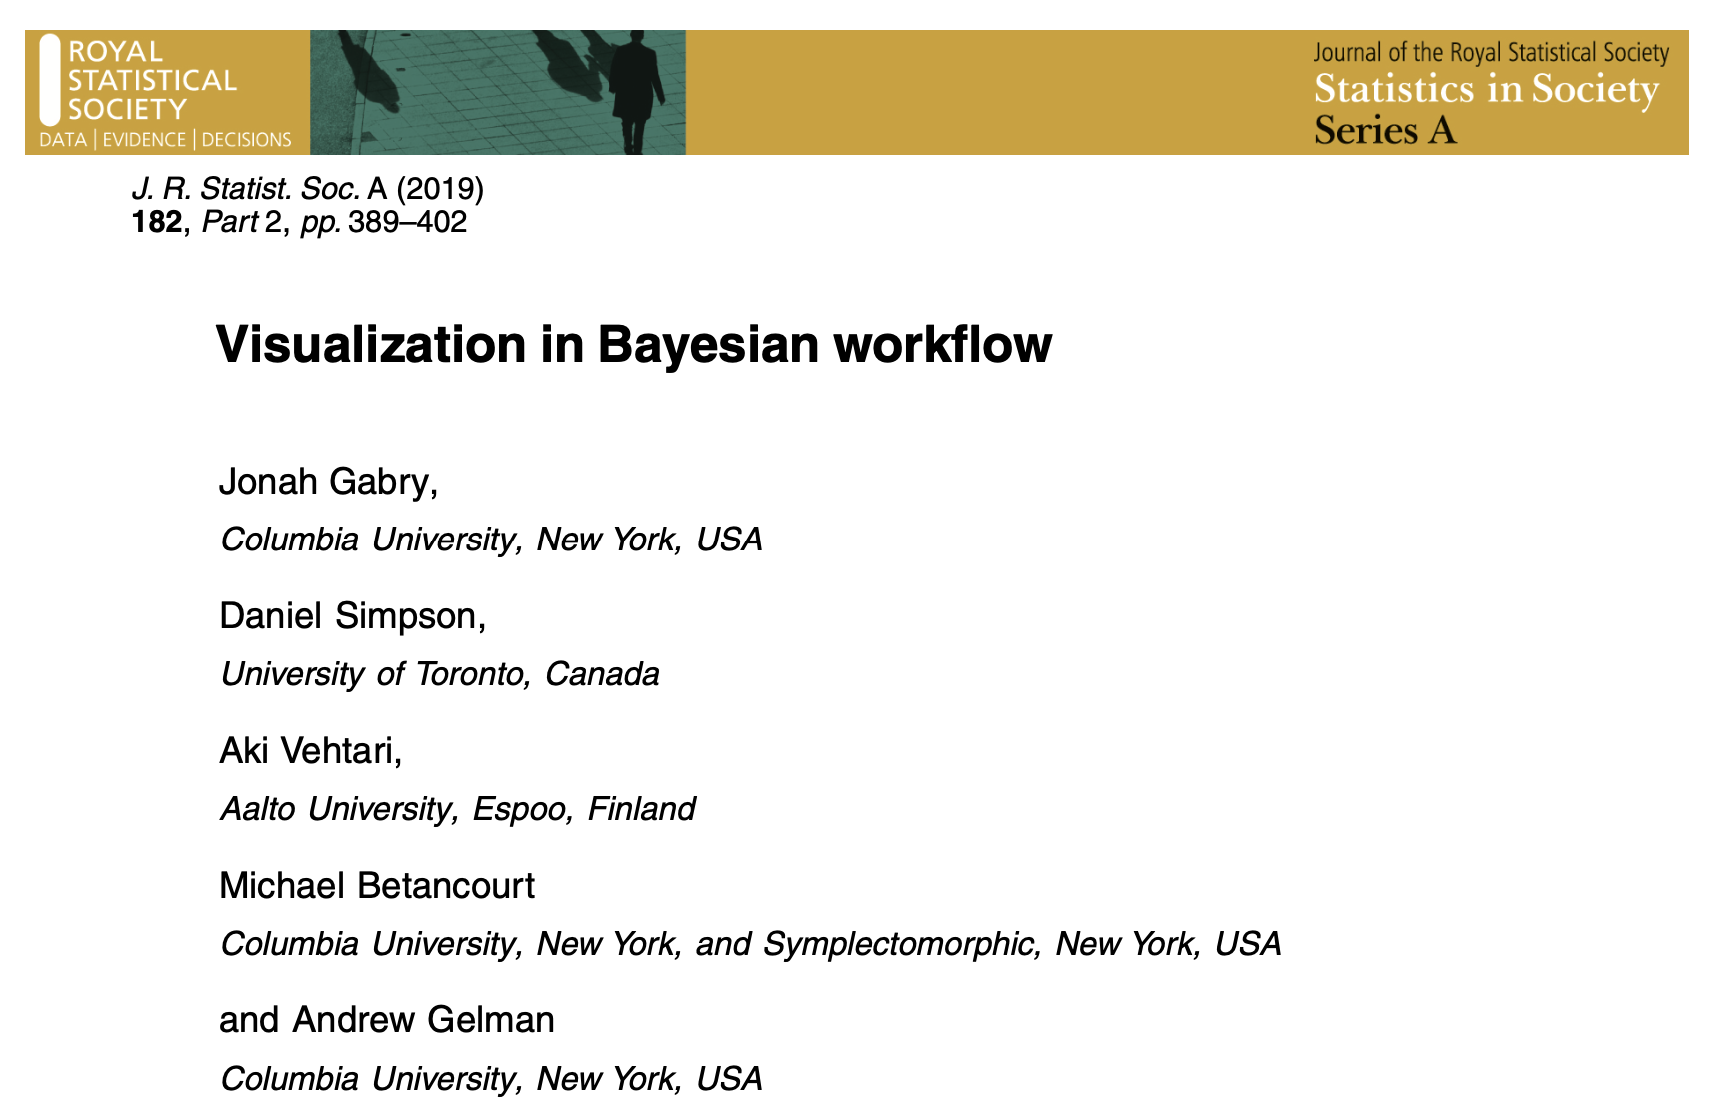 ROYAL
STATISTICAL
SOCIETY
DATA | EVIDENCE | DECISIONS
Journal of the Royal Statistical Society
Statistics in Society
Series A
J. R. Statist. Soc. A (2019)
182, Part 2, pp. 389–402
Visualization in Bayesian workflow
Jonah Gabry,
Columbia University, New York, USA
Daniel Simpson,
University of Toronto, Canada
Aki Vehtari,
Aalto University, Espoo, Finland
Michael Betancourt
Columbia University, New York, and Symplectomorphic, New York, USA
and Andrew Gelman
Columbia University, New York, USA